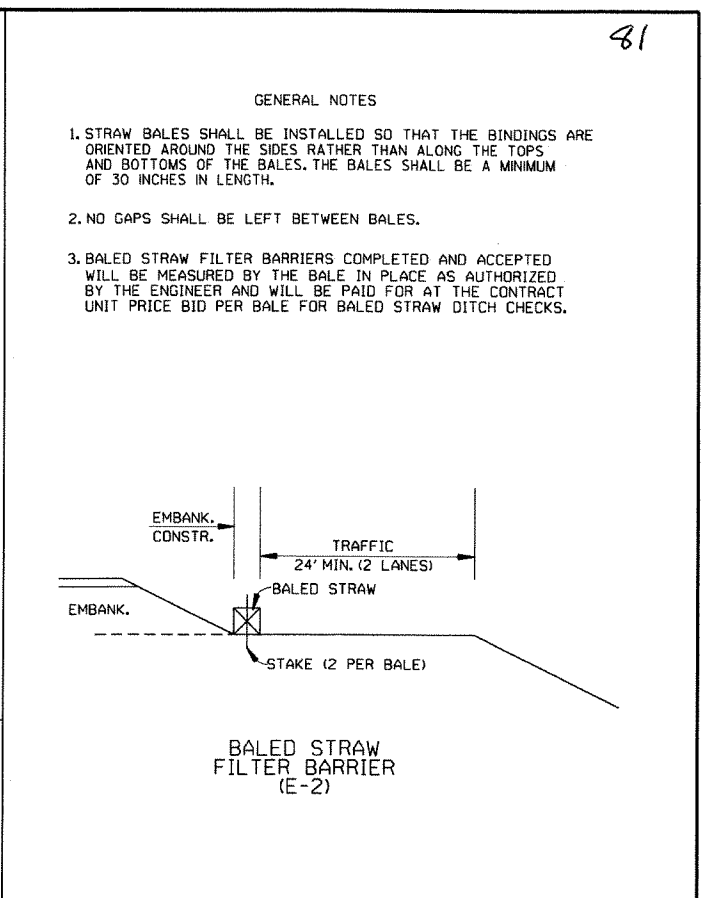 81
GENERAL NOTES
1. STRAW BALES SHALL BE INSTALLED SO THAT THE BINDINGS ARE
ORIENTED AROUND THE SIDES RATHER THAN ALONG THE TOPS
AND BOTTOMS OF THE BALES. THE BALES SHALL BE A MINIMUM
OF 30 INCHES IN LENGTH.
2. NO GAPS SHALL BE LEFT BETWEEN BALES.
3. BALED STRAW FILTER BARRIERS COMPLETED AND ACCEPTED
WILL BE MEASURED BY THE BALE IN PLACE AS AUTHORIZED
BY THE ENGINEER AND WILL BE PAID FOR AT THE CONTRACT
UNIT PRICE BID PER BALE FOR BALED STRAW DITCH CHECKS.
EMBANK.
CONSTR.
TRAFFIC
24' MIN. (2 LANES)
BALED STRAW
EMBANK.
STAKE (2 PER BALE)
BALED STRAW
FILTER BARRIER
(E-2)